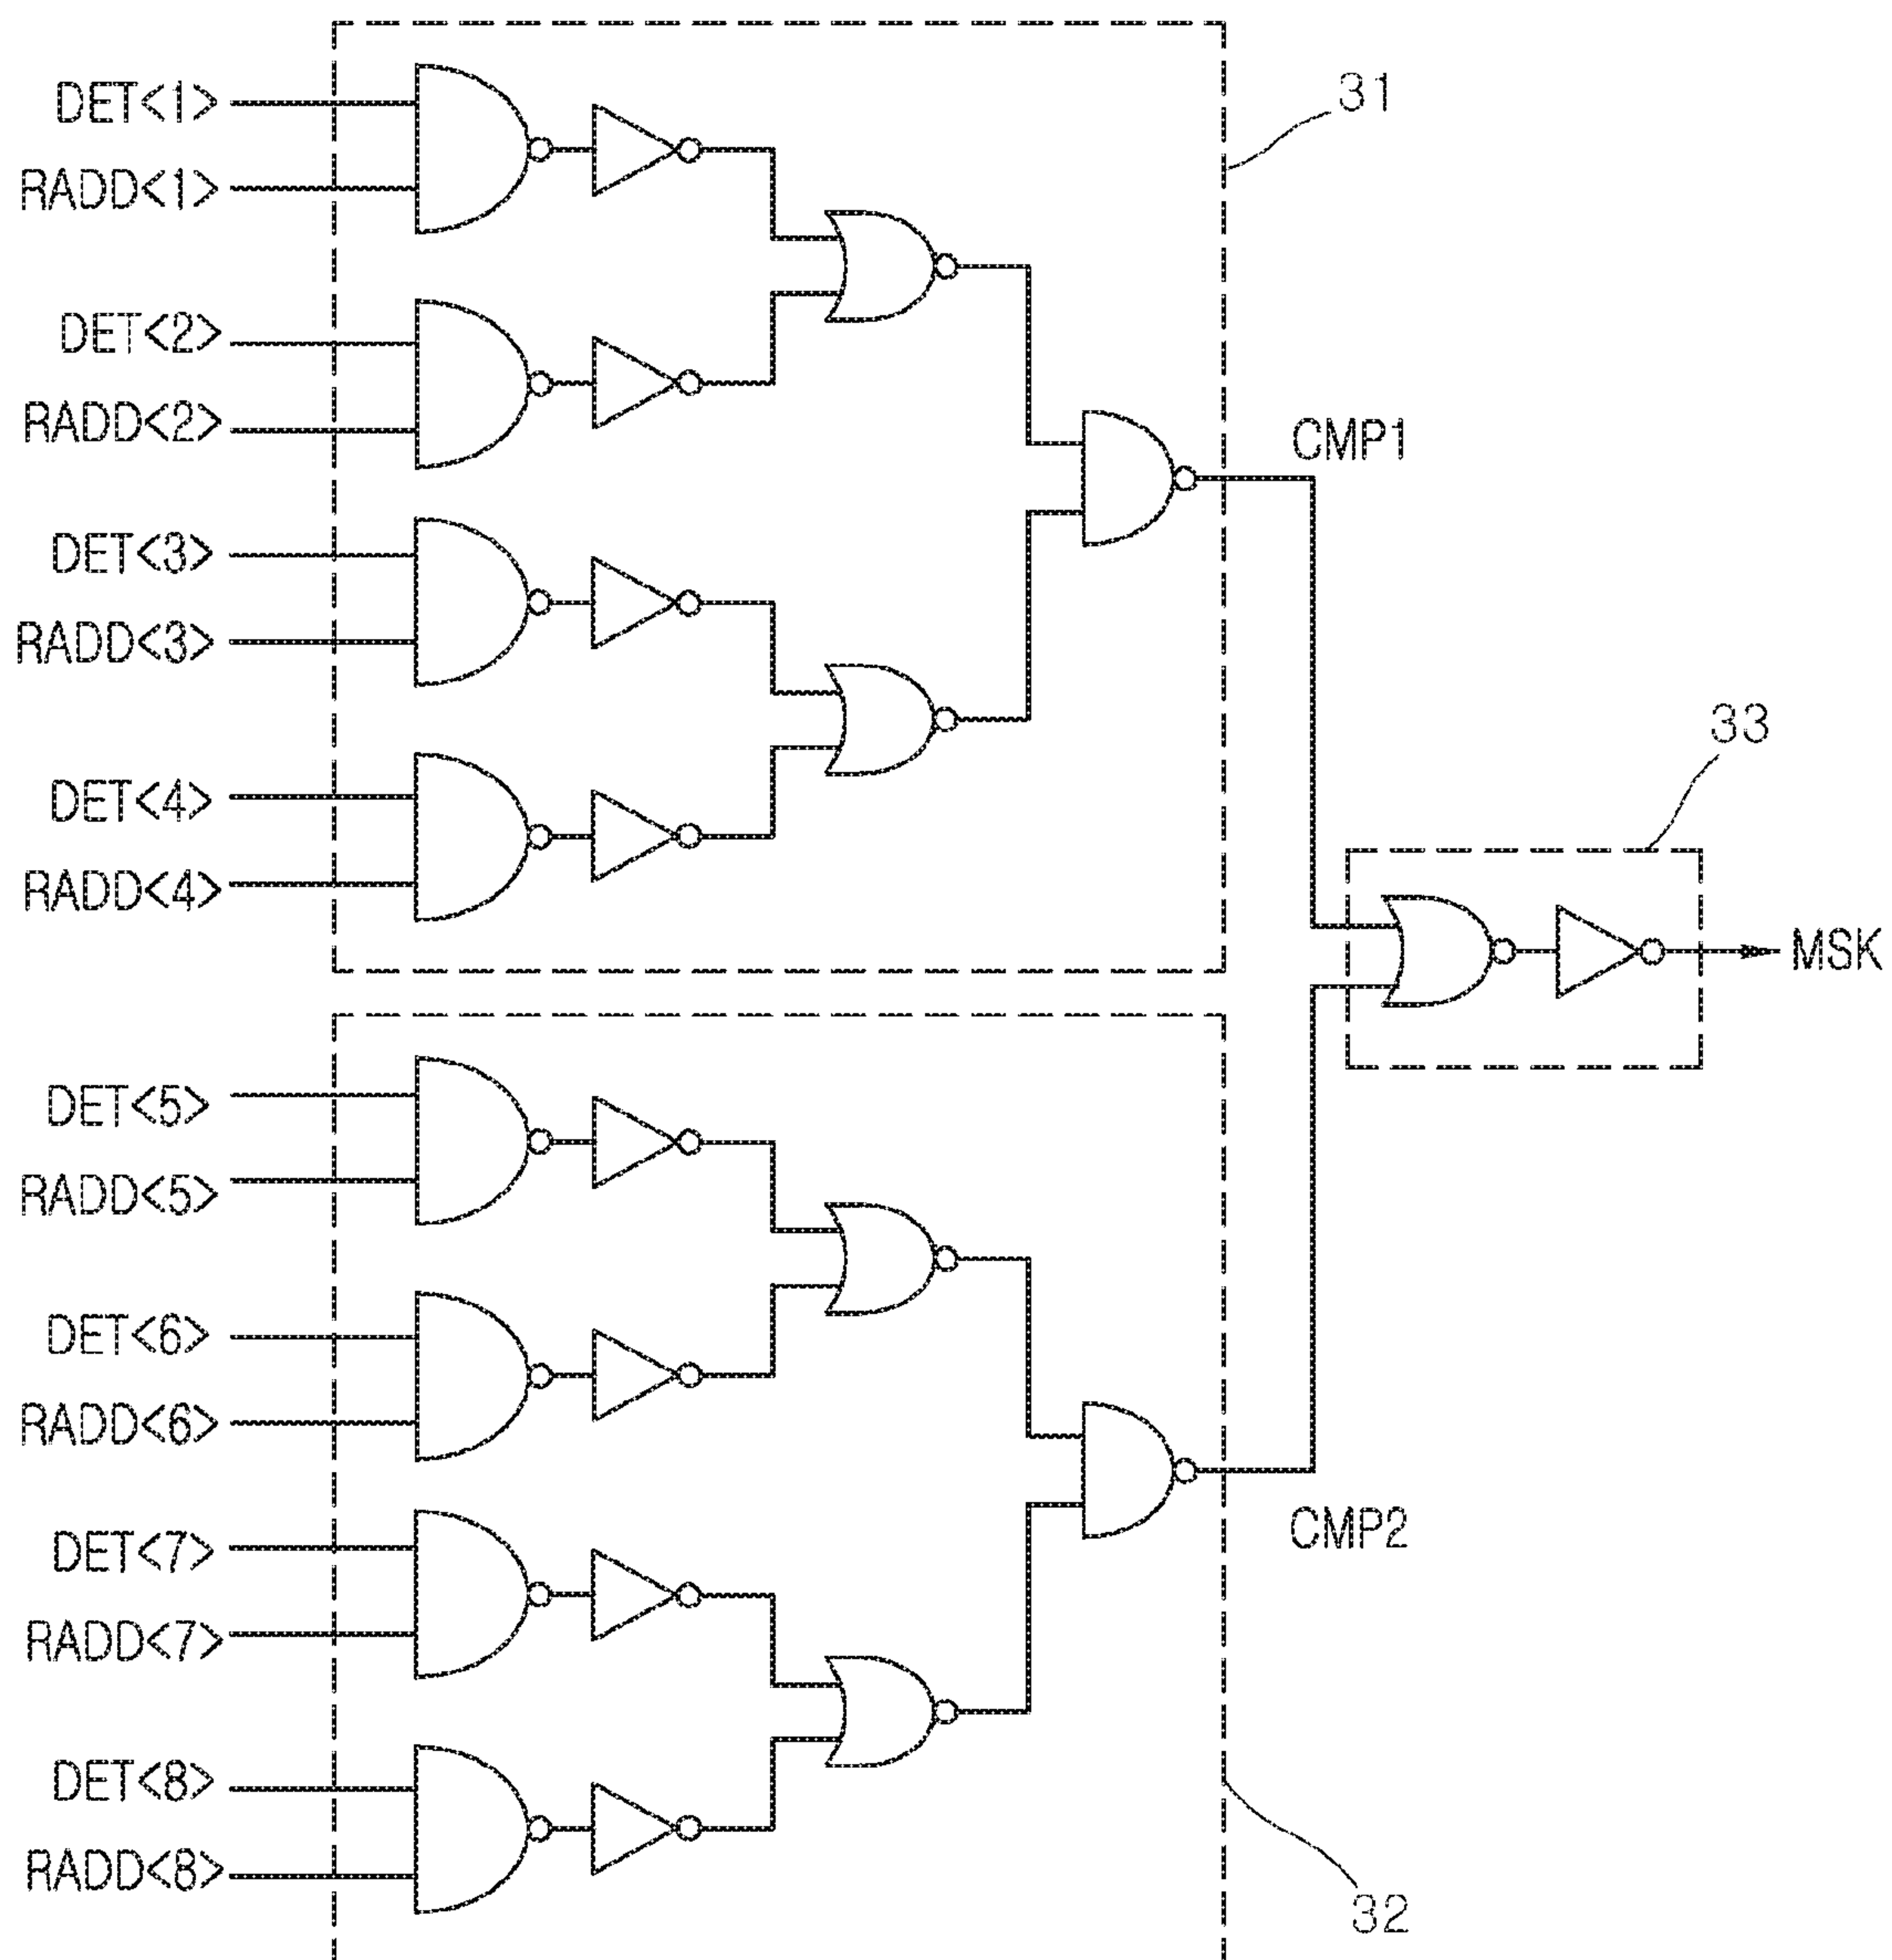 DET<1>
RADD<1>
31
DET<2>
RADD<2>
CMP1
DET<3>
RADD<3>
33
DET<4>
RADD<4>
MSK
DET<5>
RADD<5>
DET<6>
RADD<6>
CMP2
DET<7>
RADD<7>
DET<8>
RADD<8>
32